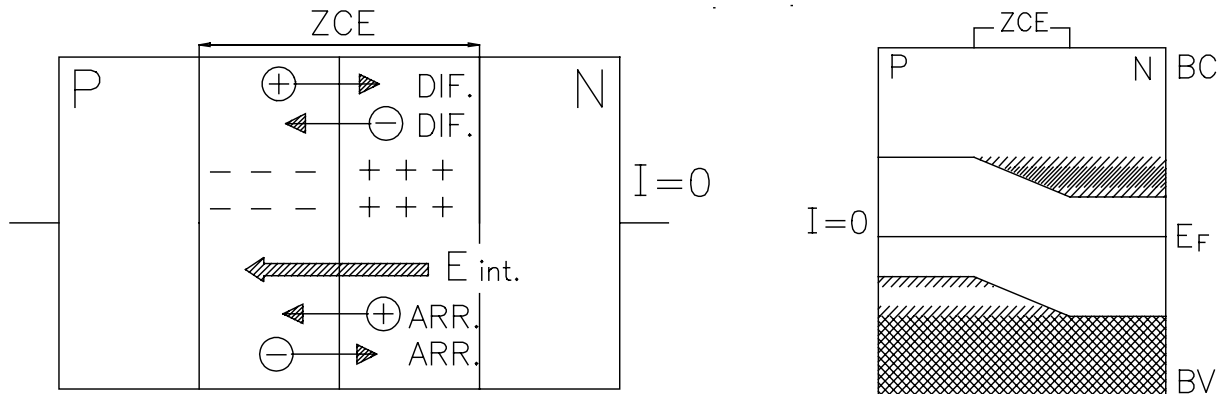 ZCE
P
N
+ DIF.
− DIF.
− − − + + +
− − − + + +
I=0
E int.
+ ARR.
− ARR.
ZCE
P
N
BC
I=0
EF
BV